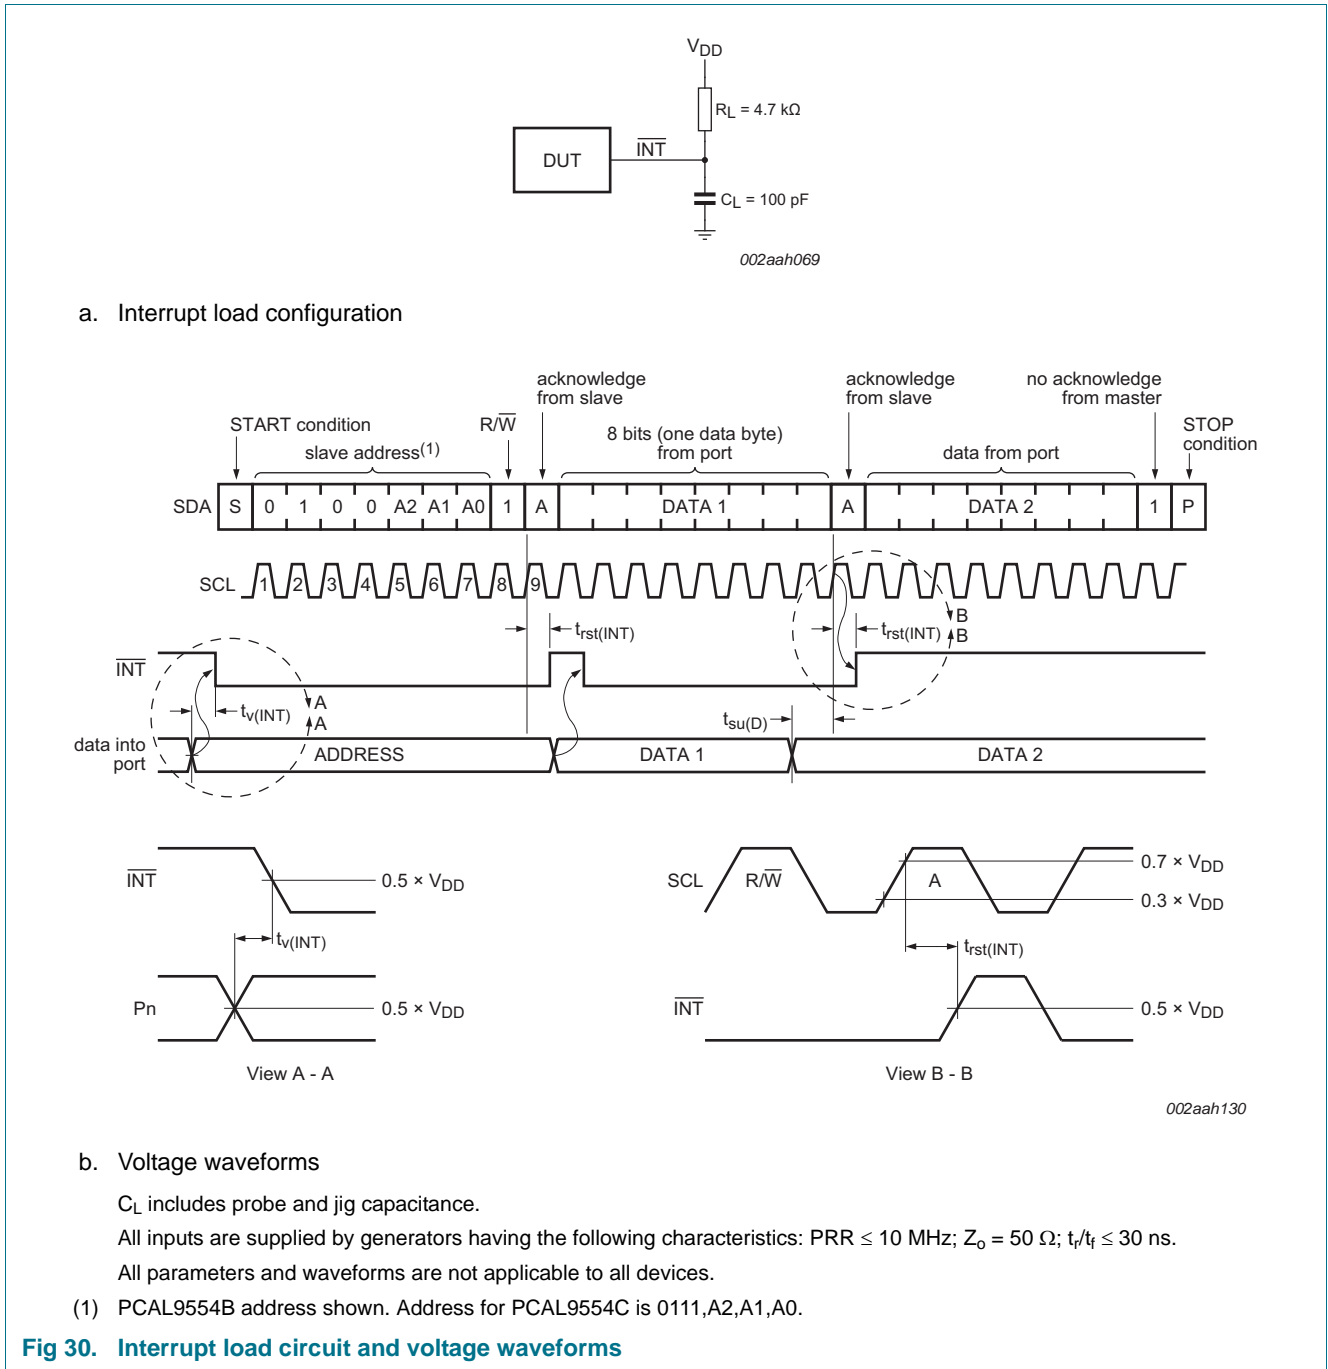 VDD
RL = 4.7 kΩ
DUT
INT
CL = 100 pF
002aah069
a. Interrupt load configuration
acknowledge
from slave
acknowledge
from slave
no acknowledge
from master
START condition
R/W
8 bits (one data byte)
from port
STOP
condition
slave address(1)
data from port
SDA S 0 1 0 0 A2 A1 A0 1 A DATA 1 A DATA 2 1 P
SCL 1 2 3 4 5 6 7 8 9
B
B
trst(INT)
trst(INT)
INT
A
A
tv(INT)
tsu(D)
data into
port
ADDRESS
DATA 1
DATA 2
INT
0.5 × VDD
tv(INT)
Pn
0.5 × VDD
View A - A
SCL
R/W
A
0.7 × VDD
0.3 × VDD
trst(INT)
INT
0.5 × VDD
View B - B
002aah130
b. Voltage waveforms
CL includes probe and jig capacitance.
All inputs are supplied by generators having the following characteristics: PRR ≤ 10 MHz; Zo = 50 Ω; tr/tf ≤ 30 ns.
All parameters and waveforms are not applicable to all devices.
(1) PCAL9554B address shown. Address for PCAL9554C is 0111,A2,A1,A0.
Fig 30. Interrupt load circuit and voltage waveforms